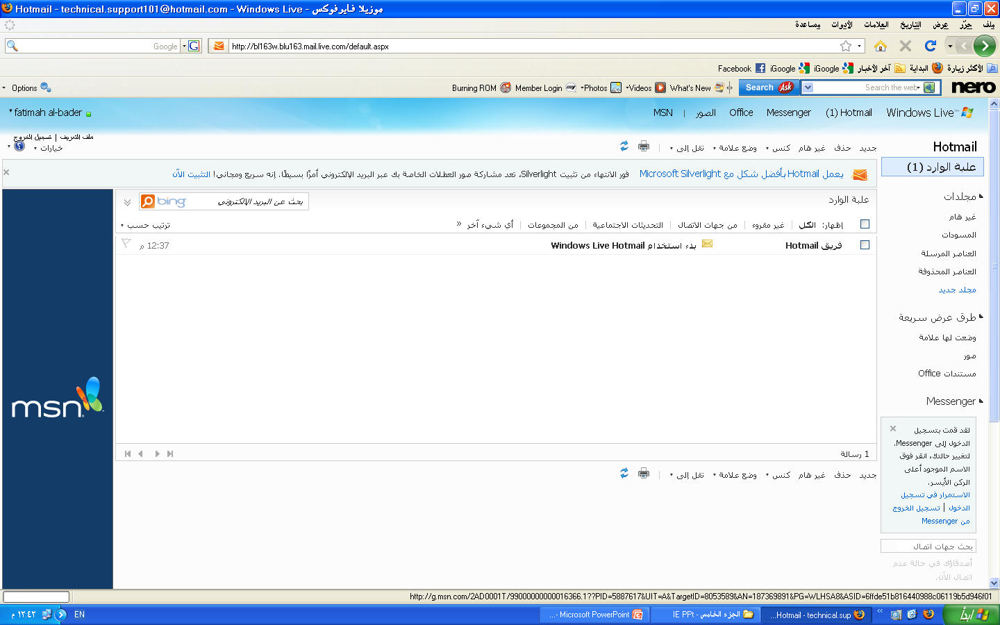 Hotmail - technical.support101@hotmail.com - Windows Live - موزيلا فايرفوكس
ملف حرّر عرض التاريخ العلامات الأدوات مساعدة
http://bl163w.blu163.mail.live.com/default.aspx
Google
الأكثر زيارة البداية آخر الأخبار iGoogle iGoogle Facebook
nero Search the web Search Ask What's New Videos Photos Member Login Burning ROM Options
Windows Live™ Hotmail (1) Messenger Office الصور | MSN
fatimah al-bader
ملف التعريف | تسجيل الخروج
Hotmail
جديد حذف غير هام كنس وضع علامة نقل إلى
خيارات
علبة الوارد (1)
يعمل Hotmail بأفضل شكل مع Microsoft Silverlight فور الانتهاء من تثبيت Silverlight، تعد مشاركة صور العطلات الخاصة بك عبر البريد الإلكتروني أمرًا بسيطًا. إنه سريع ومجاني! التثبيت الآن
مجلدات
غير هام
المسودات
العناصر المرسلة
العناصر المحذوفة
مجلد جديد
طرق عرض سريعة
وضعت لها علامة
صور
مستندات Office
Messenger
لقد قمت بتسجيل
الدخول إلى Messenger.
لتغيير حالتك، انقر فوق
الاسم الموجود أعلى
الركن الأيسر.
الاستمرار في تسجيل
الدخول | تسجيل الخروج
من Messenger
بحث جهات اتصال
أصدقاؤك في حالة عدم
اتصال الآن.
علبة الوارد
بحث عن البريد الإلكتروني bing
إظهار: الكل غير مقروء من جهات الاتصال التحديثات الاجتماعية من المجموعات أي شيء آخر »
ترتيب حسب
فريق Hotmail بدء استخدام Windows Live Hotmail 12:37 م
1 رسالة
جديد حذف غير هام كنس وضع علامة نقل إلى
msn
http://g.msn.com/2AD0001T/99000000000016366.1??PID=5887617&UIT=A&TargetID=8053589&AN=187369891&PG=WLHSA8&ASID=6ffde51b816440988c06119b5d946f01
ابدأ
Hotmail - technical.sup...
الجزء الخامس - IE PPt
Microsoft PowerPoint -...
EN
١٢:٤٢ م